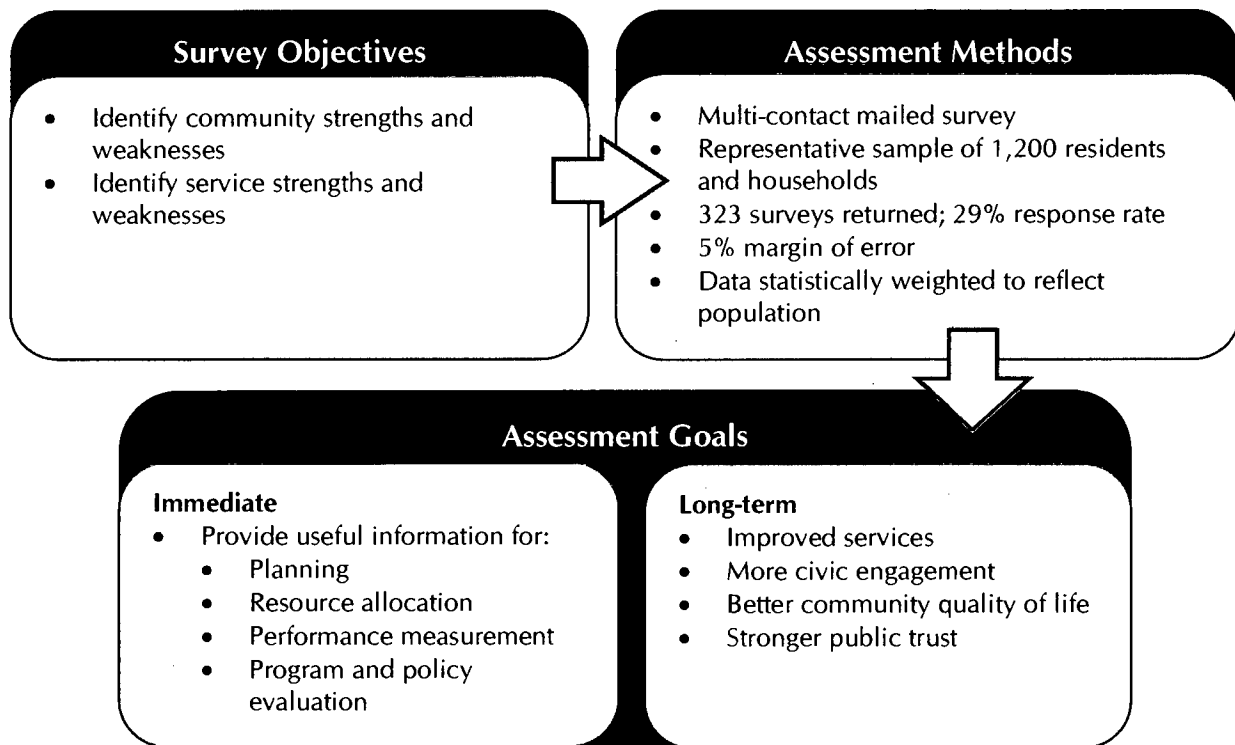 Survey Objectives
• Identify community strengths and
weaknesses
• Identify service strengths and
weaknesses
Assessment Methods
• Multi-contact mailed survey
• Representative sample of 1,200 residents
and households
• 323 surveys returned; 29% response rate
• 5% margin of error
• Data statistically weighted to reflect
population
Assessment Goals
Immediate
• Provide useful information for:
• Planning
• Resource allocation
• Performance measurement
• Program and policy
evaluation
Long-term
• Improved services
• More civic engagement
• Better community quality of life
• Stronger public trust